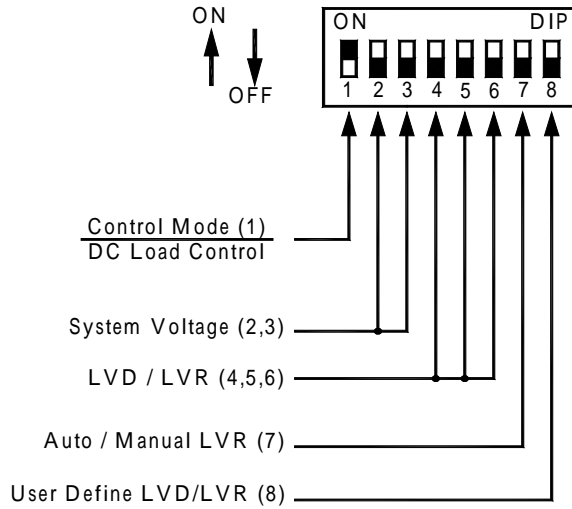 ON
OFF
ON DIP
1 2 3 4 5 6 7 8
Control Mode (1)
DC Load Control
System Voltage (2,3)
LVD / LVR (4,5,6)
Auto / Manual LVR (7)
User Define LVD/LVR (8)